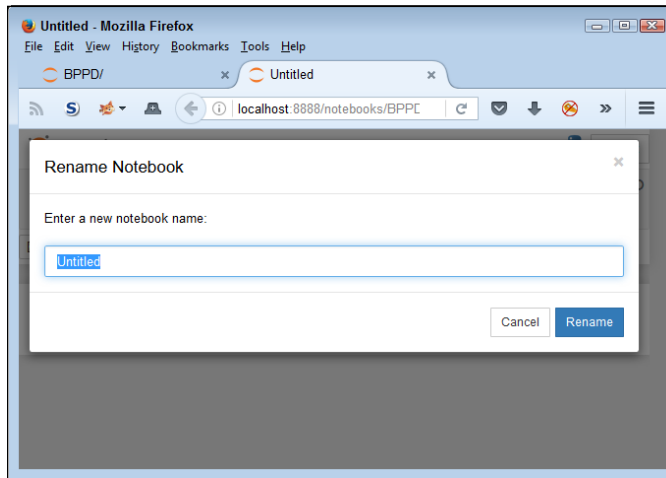 Untitled - Mozilla Firefox
File Edit View History Bookmarks Tools Help
BPPD/ × Untitled ×
localhost:8888/notebooks/BPPD
Rename Notebook ×
Enter a new notebook name:
Untitled
Cancel Rename